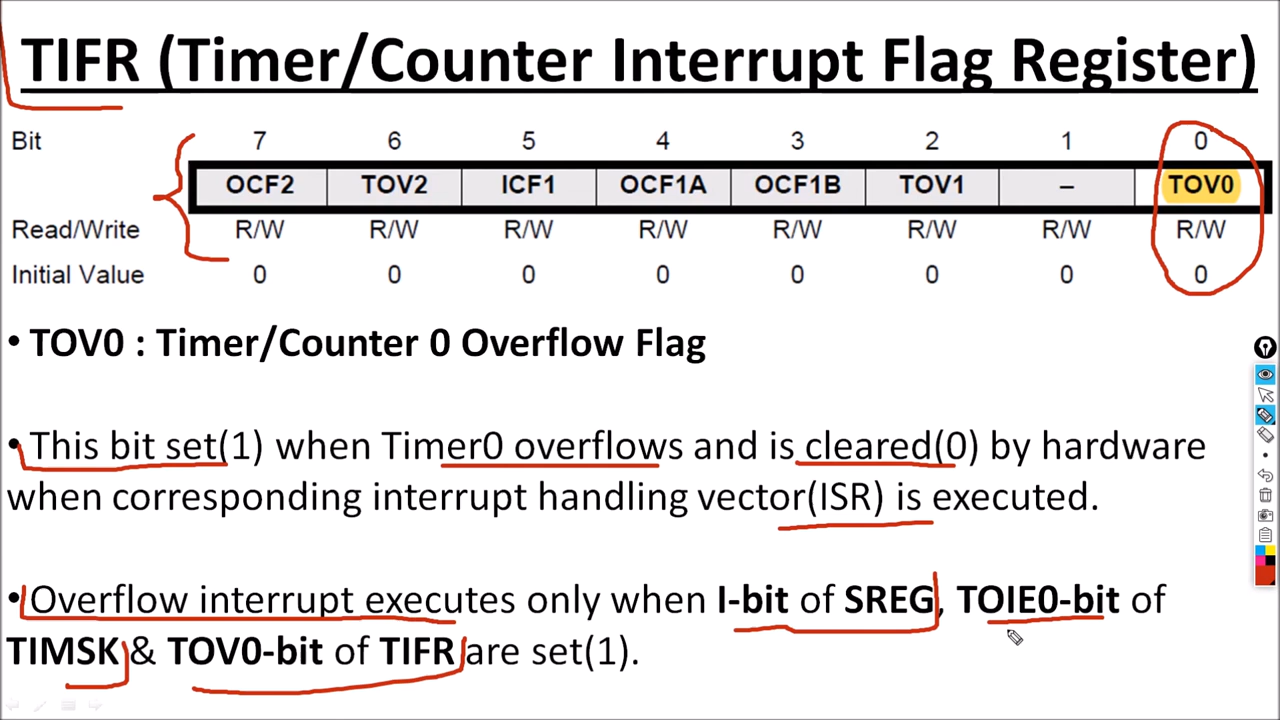 TIFR (Timer/Counter Interrupt Flag Register)
Bit 7 6 5 4 3 2 1 0
OCF2 TOV2 ICF1 OCF1A OCF1B TOV1 – TOV0
Read/Write R/W R/W R/W R/W R/W R/W R/W R/W
Initial Value 0 0 0 0 0 0 0 0
• TOV0 : Timer/Counter 0 Overflow Flag
• This bit set(1) when Timer0 overflows and is cleared(0) by hardware
when corresponding interrupt handling vector(ISR) is executed.
• Overflow interrupt executes only when I-bit of SREG, TOIE0-bit of
TIMSK & TOV0-bit of TIFR are set(1).